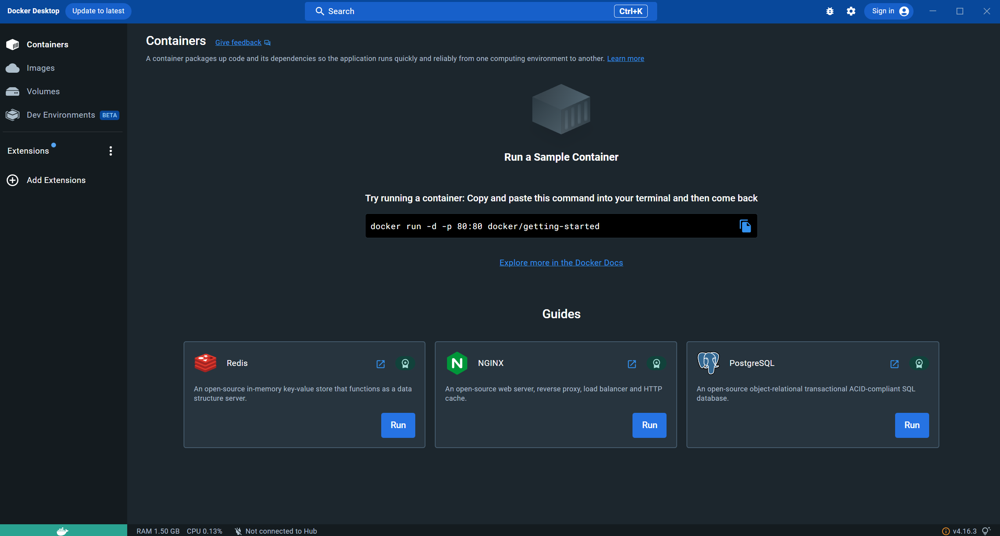 Docker Desktop
Update to latest
Search
Ctrl+K
Sign in
Containers
Images
Volumes
Dev Environments BETA
Extensions
Add Extensions
Containers
Give feedback
A container packages up code and its dependencies so the application runs quickly and reliably from one computing environment to another. Learn more
Run a Sample Container
Try running a container: Copy and paste this command into your terminal and then come back
docker run -d -p 80:80 docker/getting-started
Explore more in the Docker Docs
Guides
Redis
An open-source in-memory key-value store that functions as a data
structure server.
Run
NGINX
An open-source web server, reverse proxy, load balancer and HTTP
cache.
Run
PostgreSQL
An open-source object-relational transactional ACID-compliant SQL
database.
Run
RAM 1.50 GB CPU 0.13% Not connected to Hub
v4.16.3